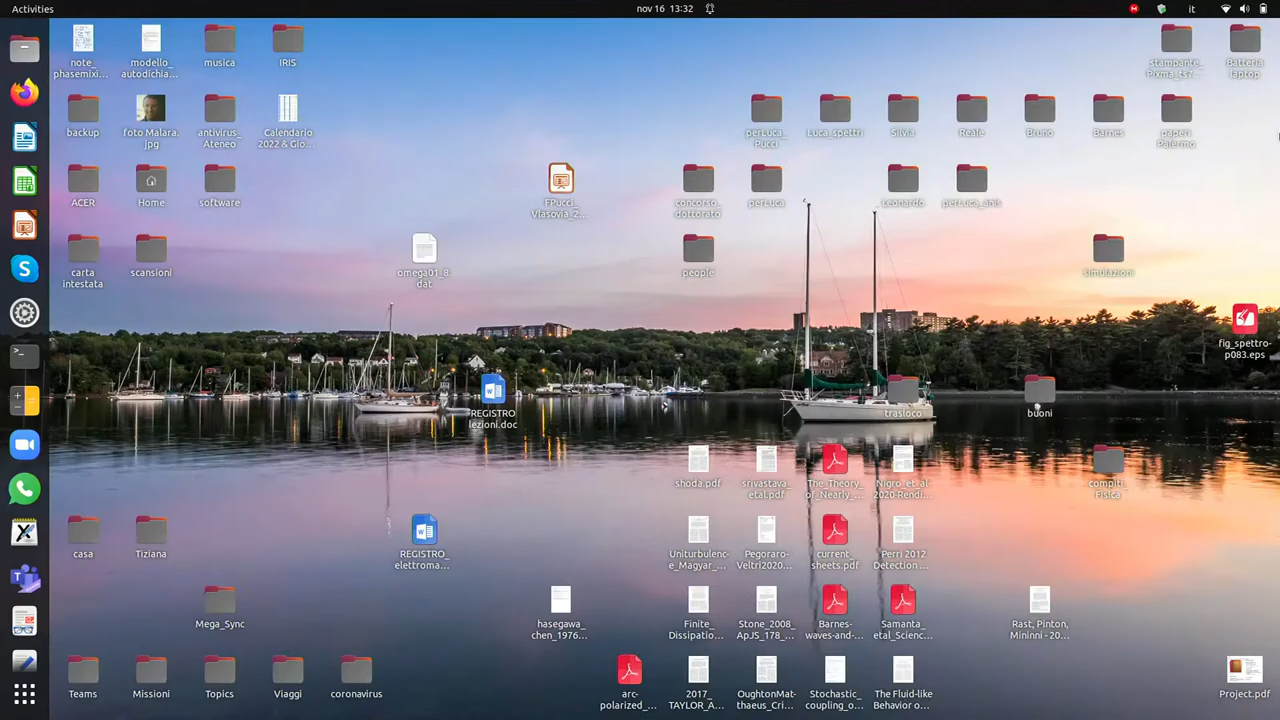 Activities
nov 16 13:32
it
note_
phasemixi...
modello_
autodichia...
musica
IRIS
stampante_
Pixma_ts7...
Batteria
laptop
backup
foto Malara.
jpg
antivirus_
Ateneo
Calendario
2022 & Gio...
perLuca_
Pucci
Luca_spettri
Silvia
Reale
Bruno
Barnes
papers
Palermo
ACER
Home
software
FPucci_
Vlasovia_2...
concorso_
dottorato
perLuca
Leonardo
perLuca_anis
carta
intestata
scansioni
omega01_8.
dat
people
simulazioni
fig_spettro-
p083.eps
REGISTRO
lezioni.doc
trasloco
buoni
shoda.pdf
srivastava_
etal.pdf
The_Theory_
of_Nearly_...
Nigro_et_al-
2020-Rendi...
compiti_
Fisica
casa
Tiziana
REGISTRO_
elettroma...
Uniturbulenc-
e_Magyar_...
Pegoraro-
Veltri2020...
current_
sheets.pdf
Perri 2012
Detection ...
Mega_Sync
hasegawa_
chen_1976...
Finite_
Dissipatio...
Stone_2008_
ApJS_178_...
Barnes-
waves-and-...
Samanta_
etal_Scienc...
Rast, Pinton,
Mininni - 20...
Teams
Missioni
Topics
Viaggi
coronavirus
arc-
polarized_...
2017_
TAYLOR_A...
OughtonMat-
thaeus_Cri...
Stochastic_
coupling_o...
The Fluid-like
Behavior o...
Project.pdf